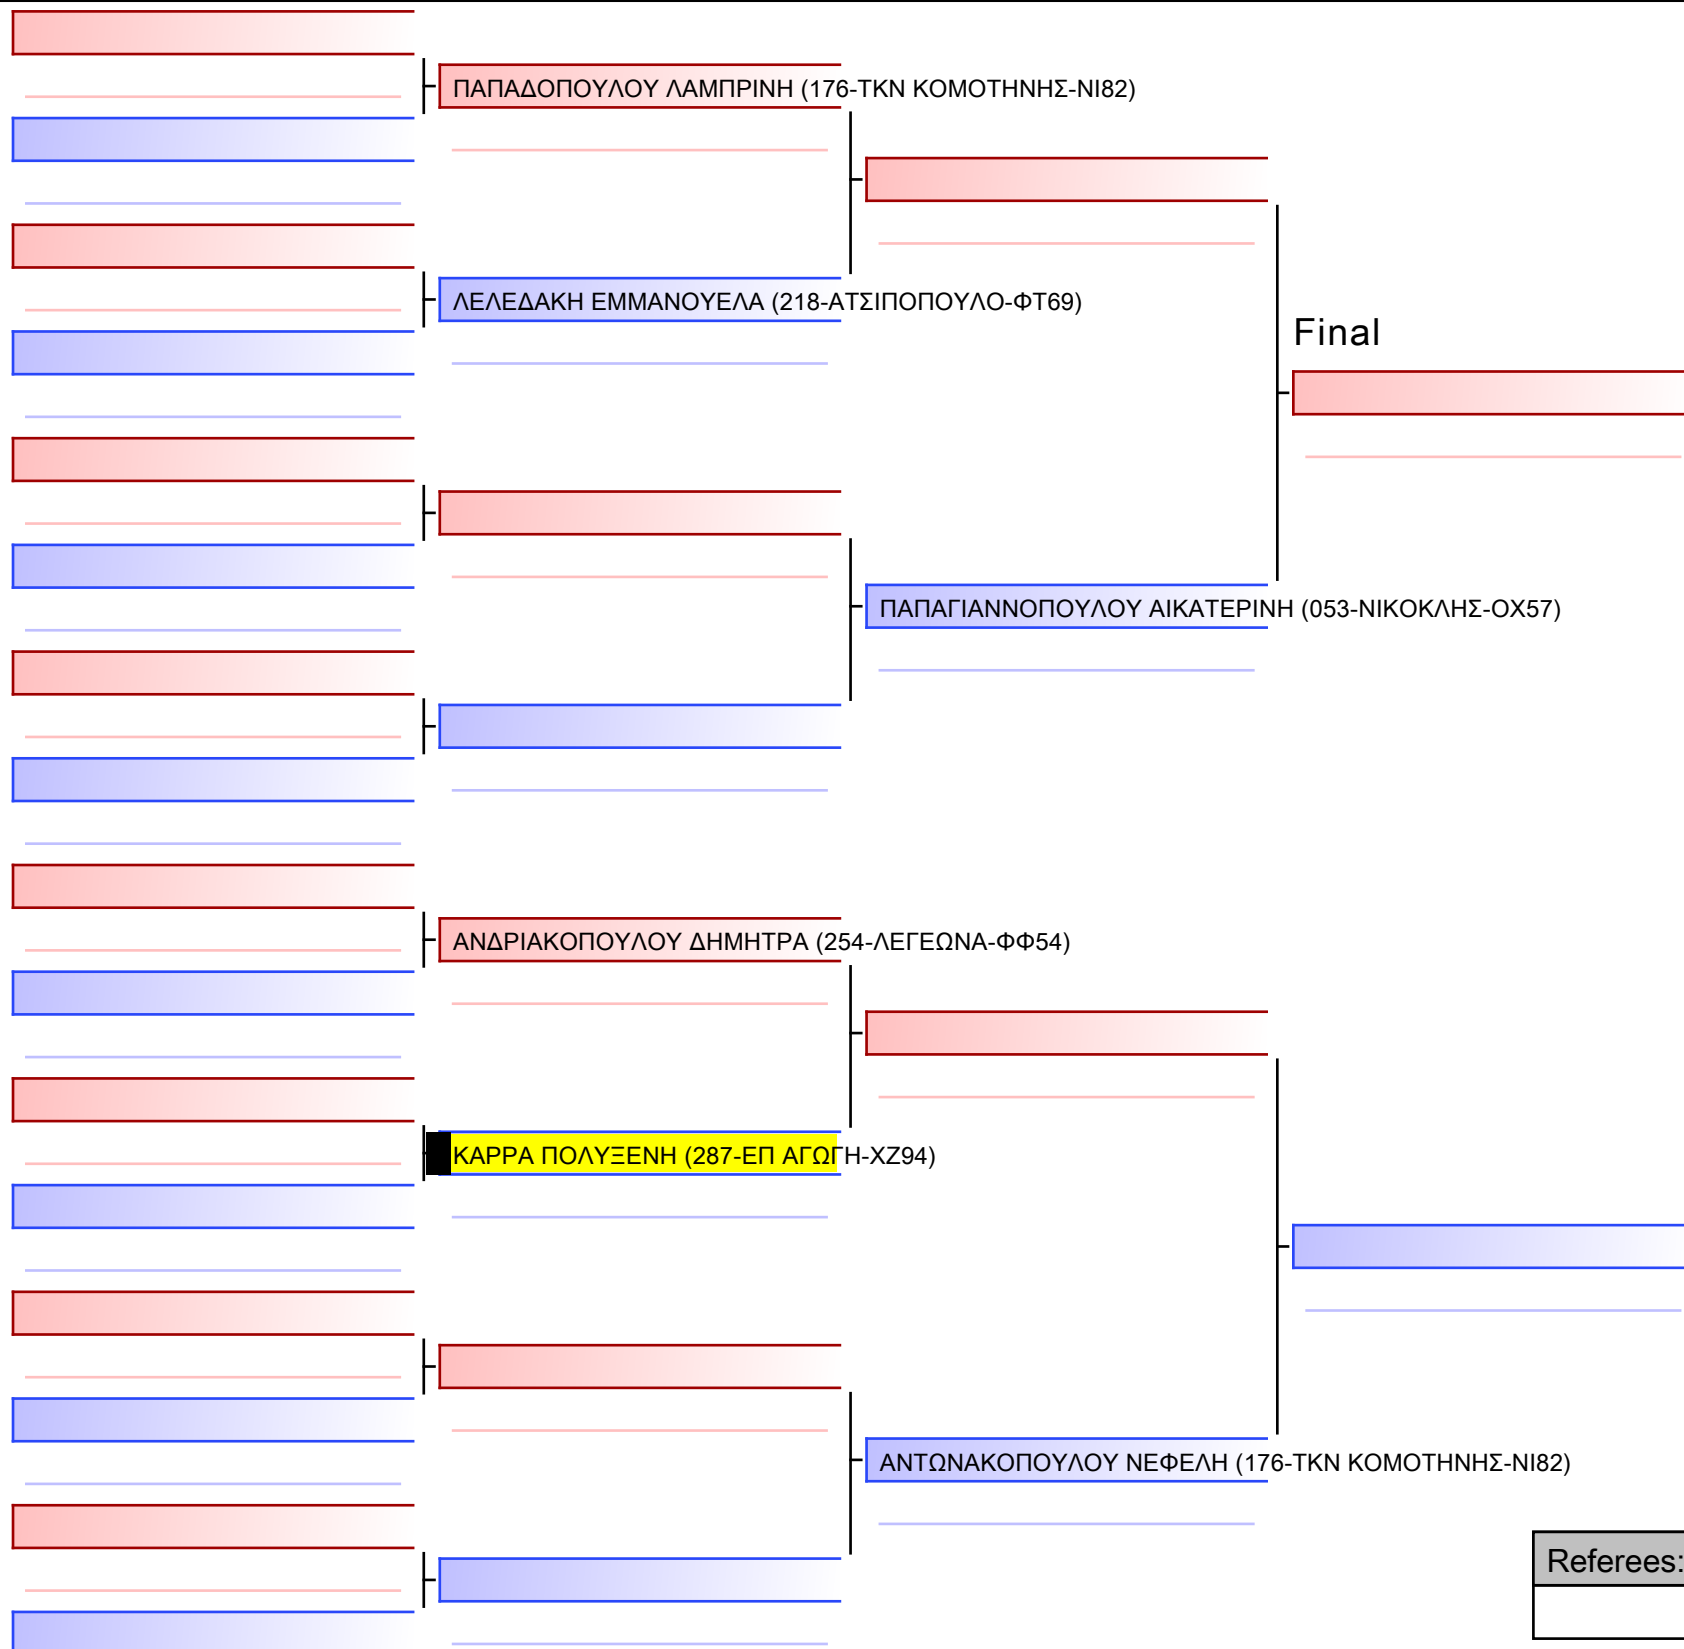 ΠΑΠΑΔΟΠΟΥΛΟΥ ΛΑΜΠΡΙΝΗ (176-ΤΚΝ ΚΟΜΟΤΗΝΗΣ-ΝΙ82)
ΛΕΛΕΔΑΚΗ ΕΜΜΑΝΟΥΕΛΑ (218-ΑΤΣΙΠΟΠΟΥΛΟ-ΦΤ69)
Final
ΠΑΠΑΓΙΑΝΝΟΠΟΥΛΟΥ ΑΙΚΑΤΕΡΙΝΗ (053-ΝΙΚΟΚΛΗΣ-ΟΧ57)
ΑΝΔΡΙΑΚΟΠΟΥΛΟΥ ΔΗΜΗΤΡΑ (254-ΛΕΓΕΩΝΑ-ΦΦ54)
ΚΑΡΡΑ ΠΟΛΥΞΕΝΗ (287-ΕΠ ΑΓΩΓΗ-ΧΖ94)
ΑΝΤΩΝΑΚΟΠΟΥΛΟΥ ΝΕΦΕΛΗ (176-ΤΚΝ ΚΟΜΟΤΗΝΗΣ-ΝΙ82)
Referees: